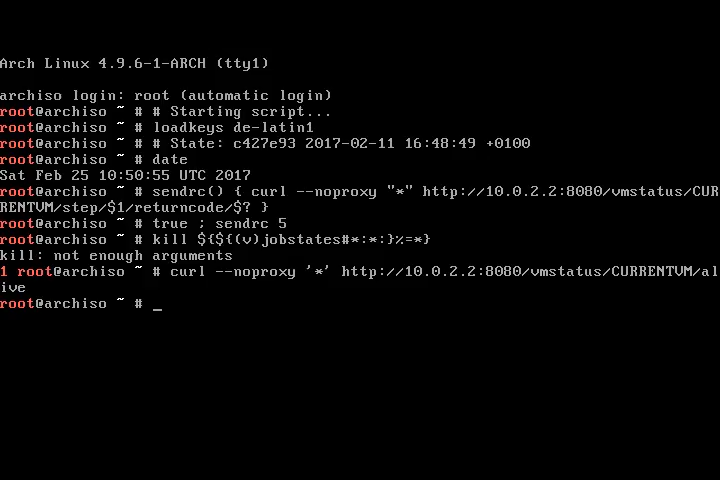 Arch Linux 4.9.6-1-ARCH (tty1)
archiso login: root (automatic login)
root@archiso ~ # # Starting script...
root@archiso ~ # loadkeys de-latin1
root@archiso ~ # # State: c427e93 2017-02-11 16:48:49 +0100
root@archiso ~ # date
Sat Feb 25 10:50:55 UTC 2017
root@archiso ~ # sendrc() { curl --noproxy "*" http://10.0.2.2:8080/vmstatus/CUR
RENTVM/step/$1/returncode/$? }
root@archiso ~ # true ; sendrc 5
root@archiso ~ # kill ${${(v)jobstates#*:*:}%=*}
kill: not enough arguments
1 root@archiso ~ # curl --noproxy '*' http://10.0.2.2:8080/vmstatus/CURRENTVM/al
ive
root@archiso ~ # _